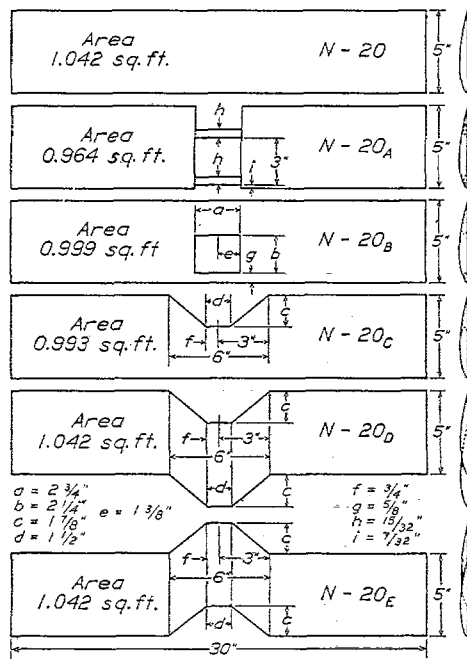 Area
1.042 sq. ft.
N - 20
5"
Area
0.964 sq. ft.
h
h
i
3"
N - 20A
5"
Area
0.999 sq. ft
a
e
g
b
N - 20B
5"
Area
0.993 sq. ft.
d
f
3"
6"
c
N - 20C
5"
Area
1.042 sq. ft.
c
f
3"
6"
d
c
N - 20D
5"
a = 2 3/4"
b = 2 1/4"
c = 1 7/8"
d = 1 1/2"
e = 1 3/8"
f = 3/4"
g = 5/8"
h = 15/32"
i = 7/32"
Area
1.042 sq. ft.
c
f
3"
6"
d
c
N - 20E
5"
30"